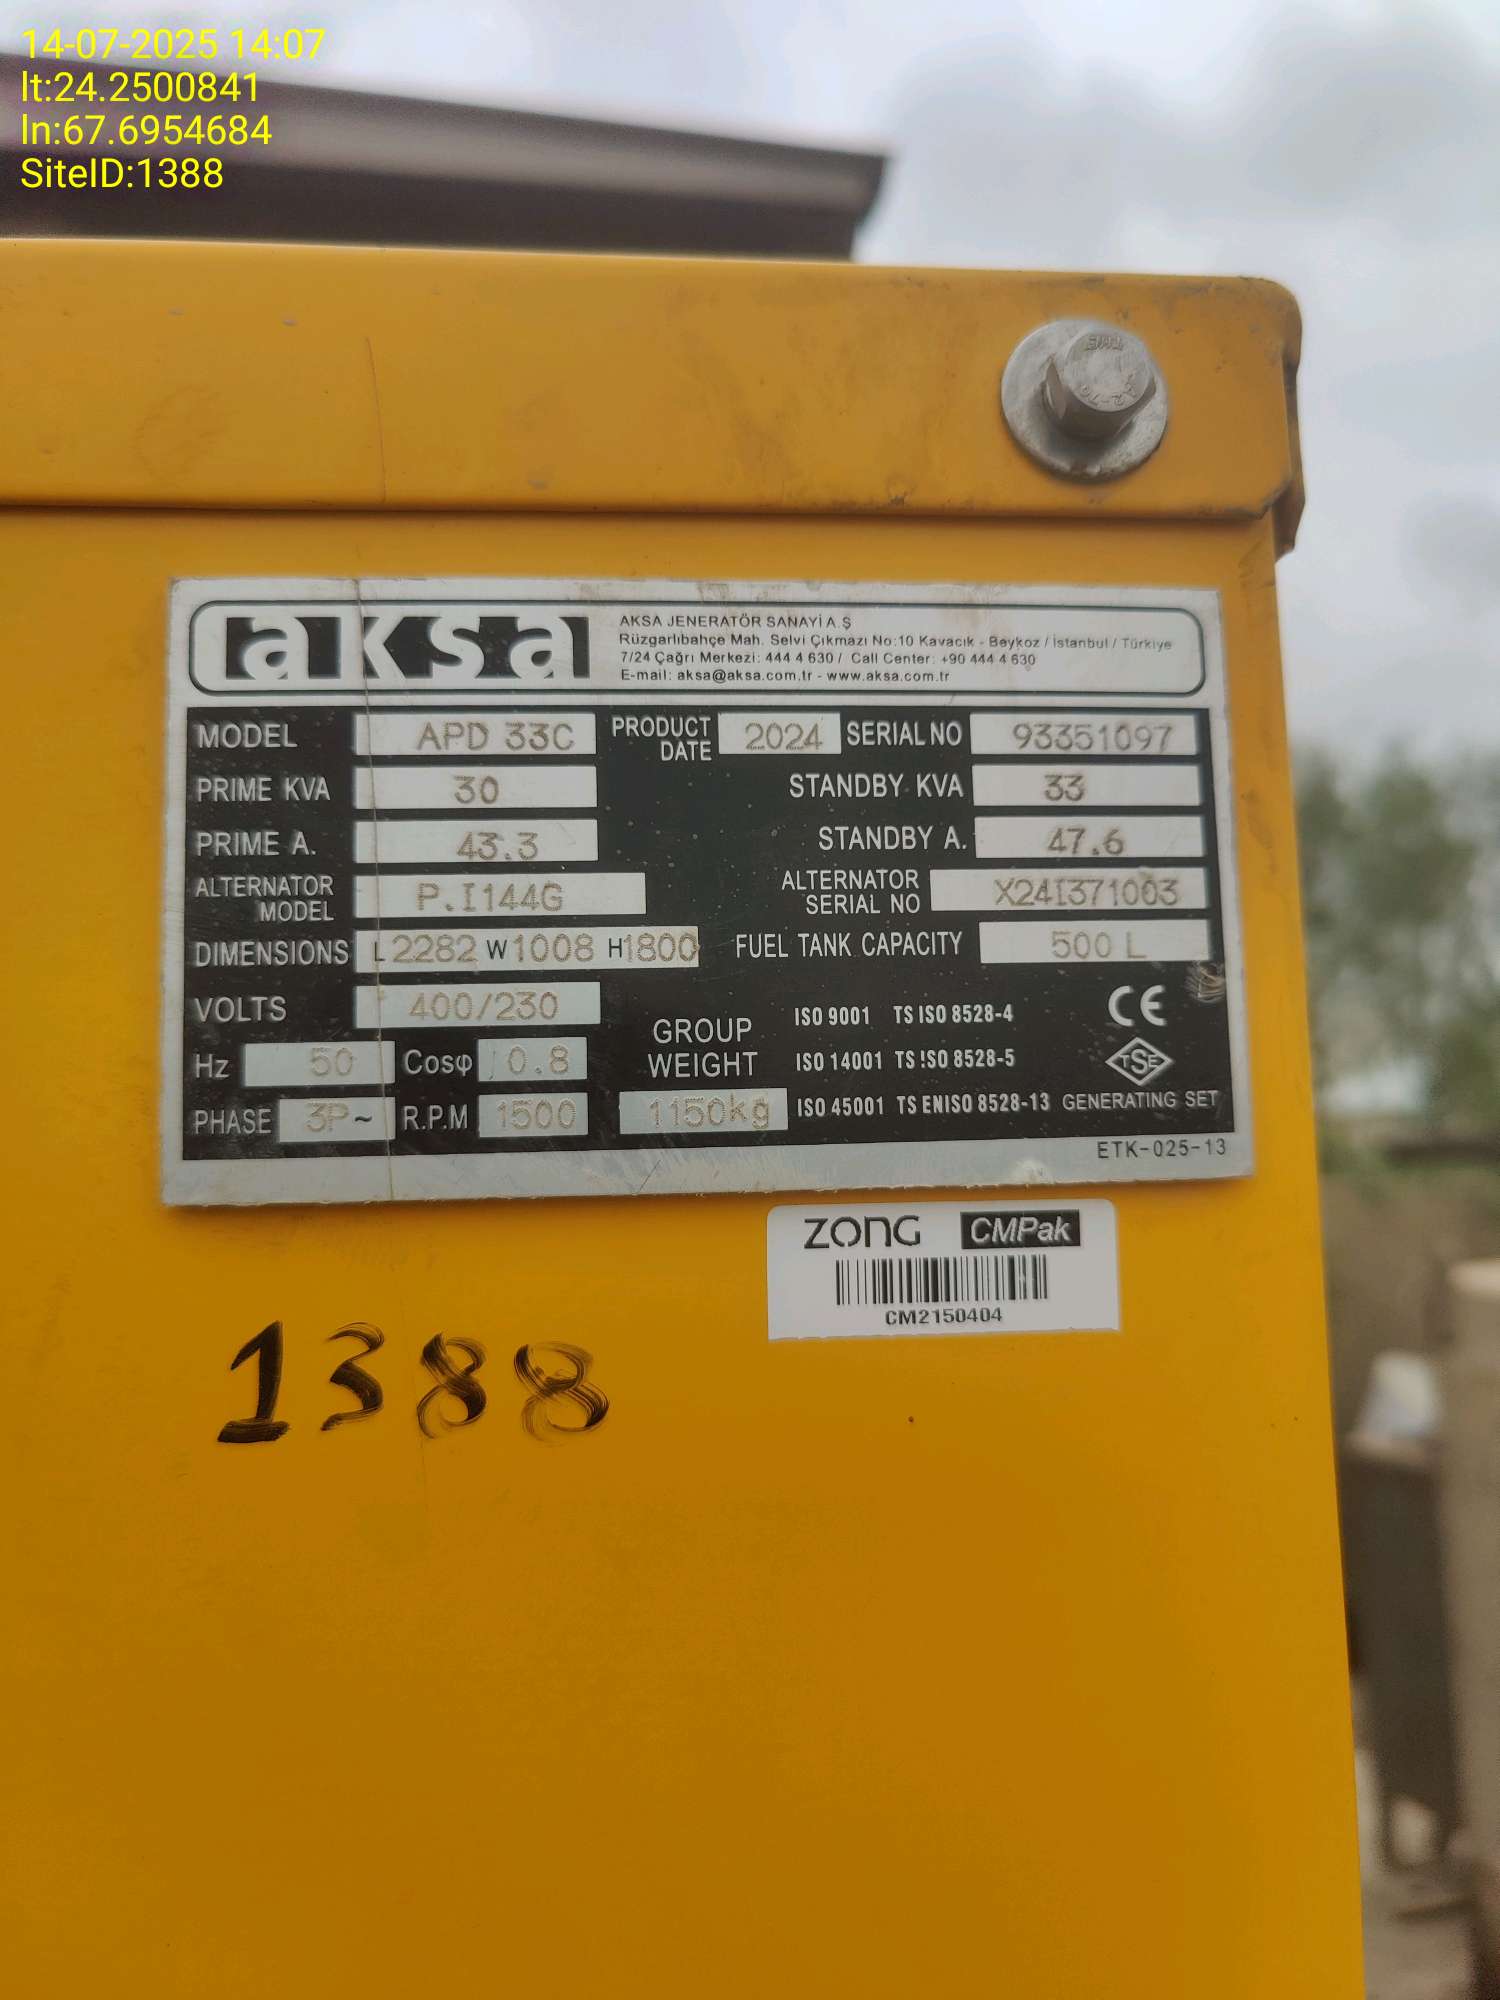 14-07-2025 14:07
lt:24.2500841
ln:67.6954684
SiteID:1388
A2-70
aksa
AKSA JENERATÖR SANAYİ A.Ş
Rüzgarlıbahçe Mah. Selvi Çıkmazı No:10 Kavacık - Beykoz / İstanbul / Türkiye
7/24 Çağrı Merkezi: 444 4 630 / Call Center: +90 444 4 630
E-mail: aksa@aksa.com.tr - www.aksa.com.tr
MODEL APD 33C PRODUCT DATE 2024 SERIAL NO 93351097
PRIME KVA 30 STANDBY KVA 33
PRIME A. 43.3 STANDBY A. 47.6
ALTERNATOR MODEL P.I144G ALTERNATOR SERIAL NO X24I371003
DIMENSIONS L 2282 W 1008 H 1800 FUEL TANK CAPACITY 500 L
VOLTS 400/230
Hz 50 Cosφ 0.8
PHASE 3P~ R.P.M 1500
GROUP WEIGHT 1150kg
ISO 9001 TS ISO 8528-4
ISO 14001 TS ISO 8528-5
ISO 45001 TS EN ISO 8528-13
CE
TSE
GENERATING SET
ETK-025-13
ZONG CMPak
CM2150404
1388